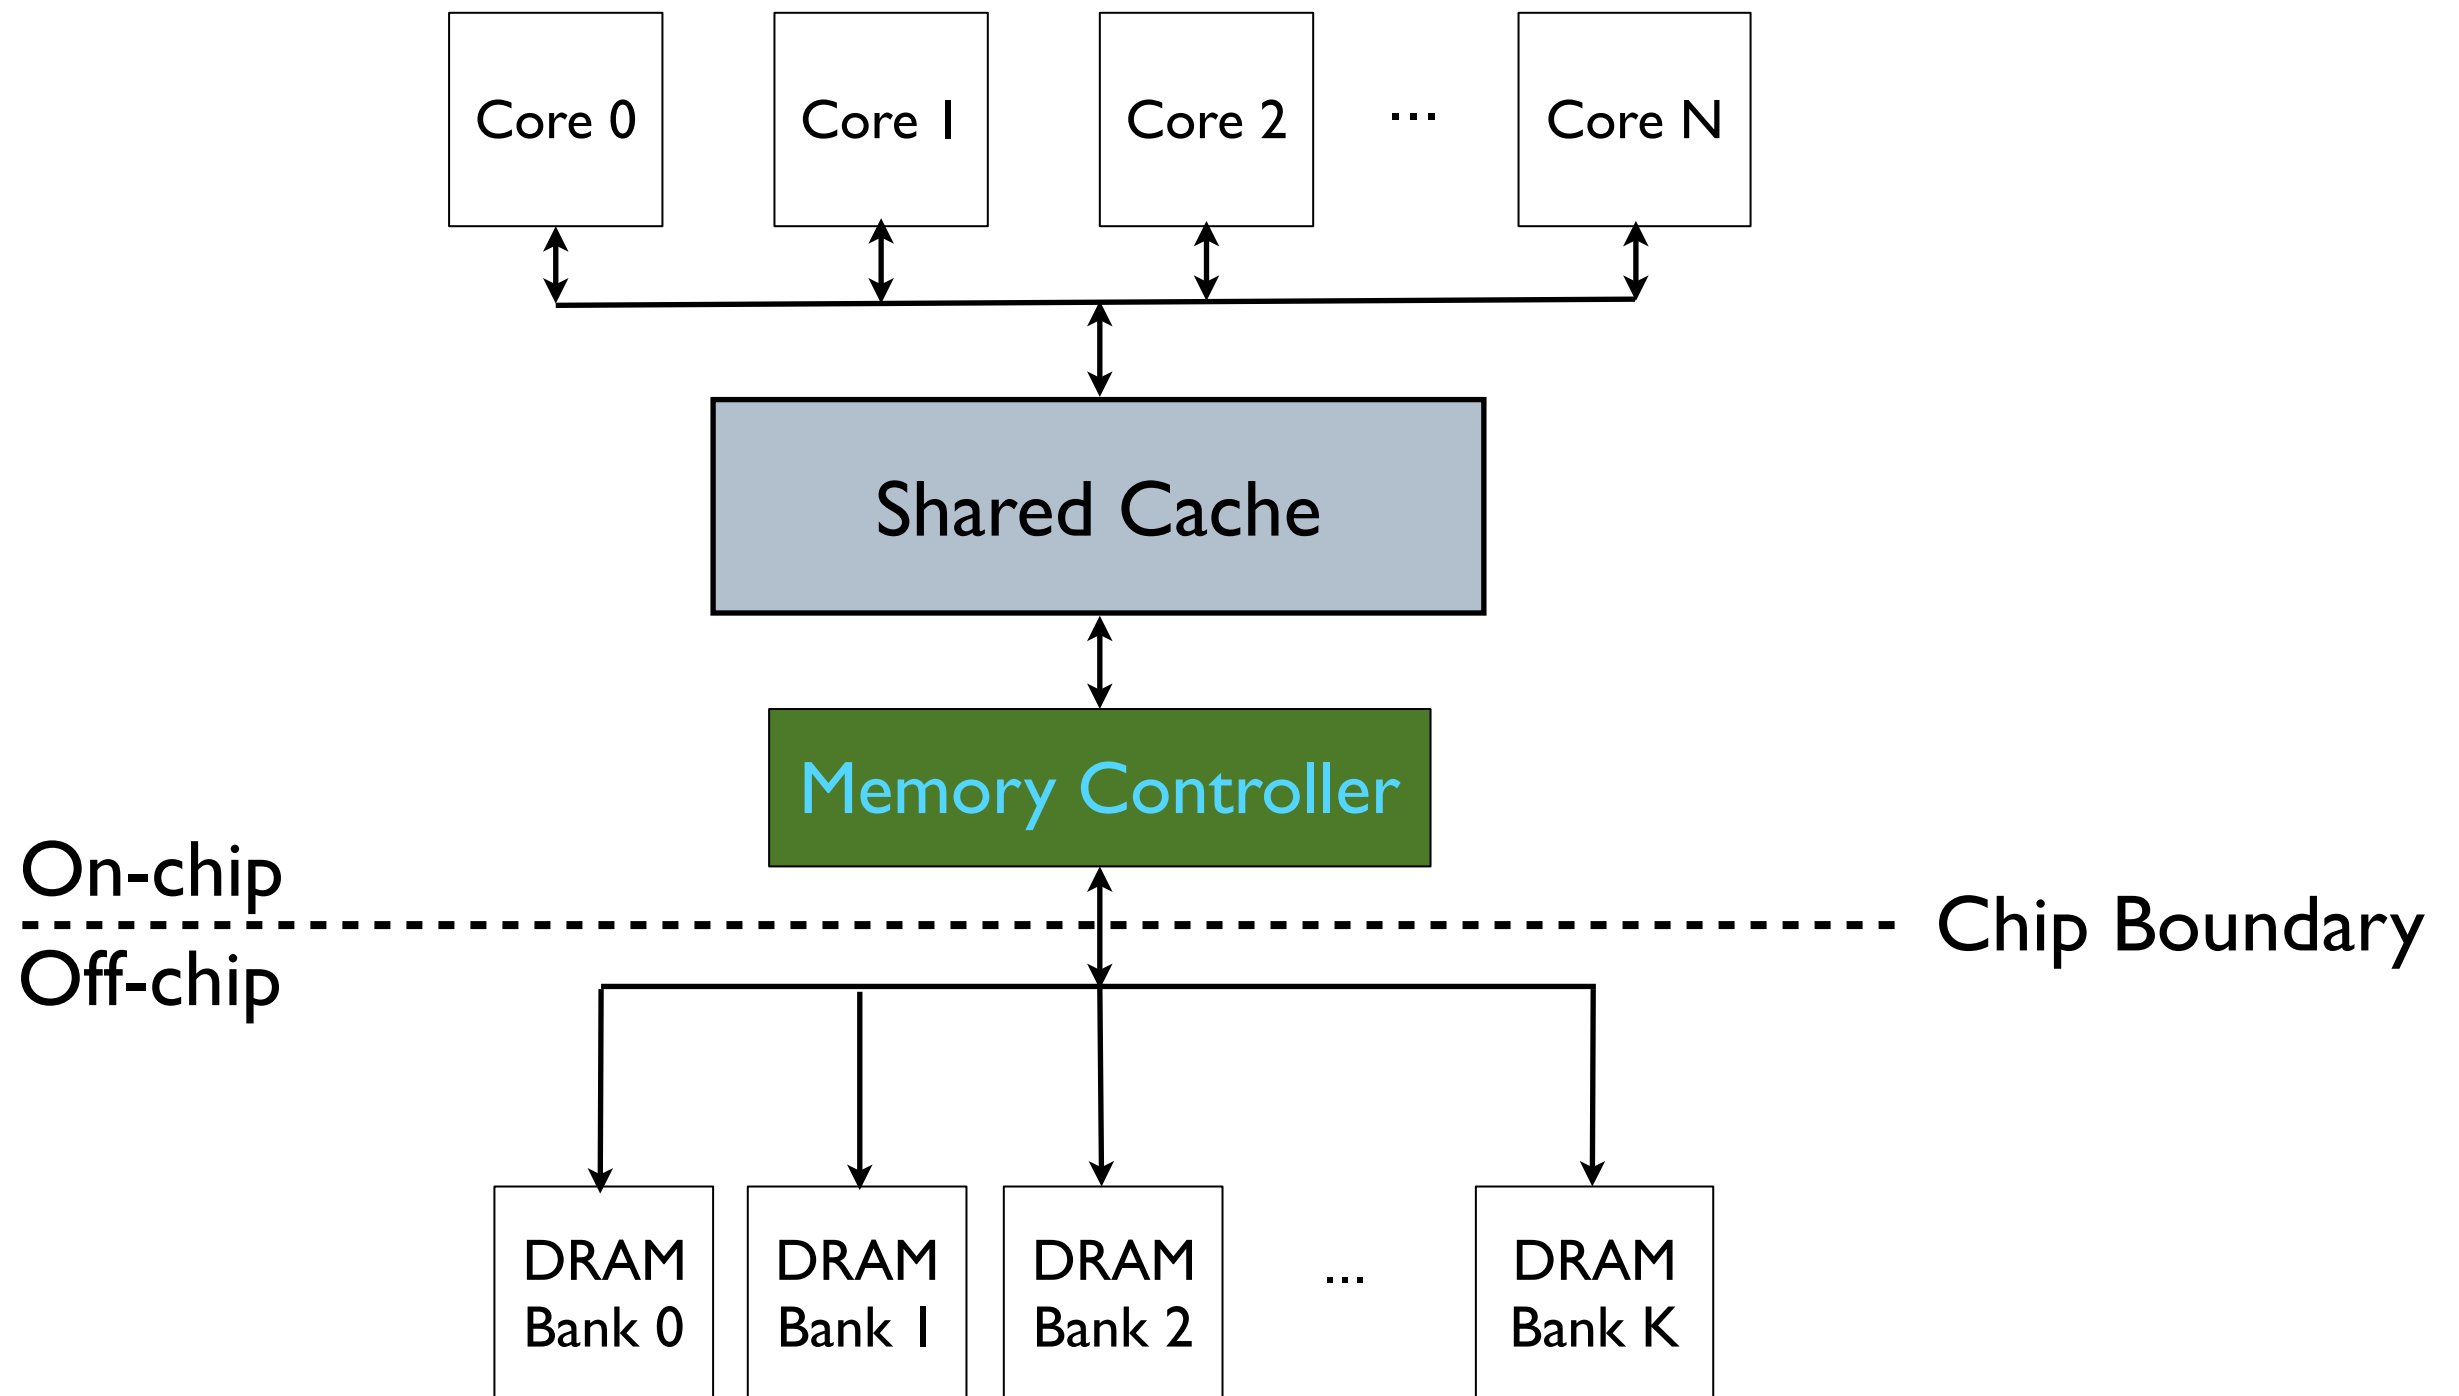 Core 0
Core 1
Core 2
...
Core N
Shared Cache
Memory Controller
On-chip
Chip Boundary
Off-chip
DRAM
Bank 0
DRAM
Bank 1
DRAM
Bank 2
...
DRAM
Bank K